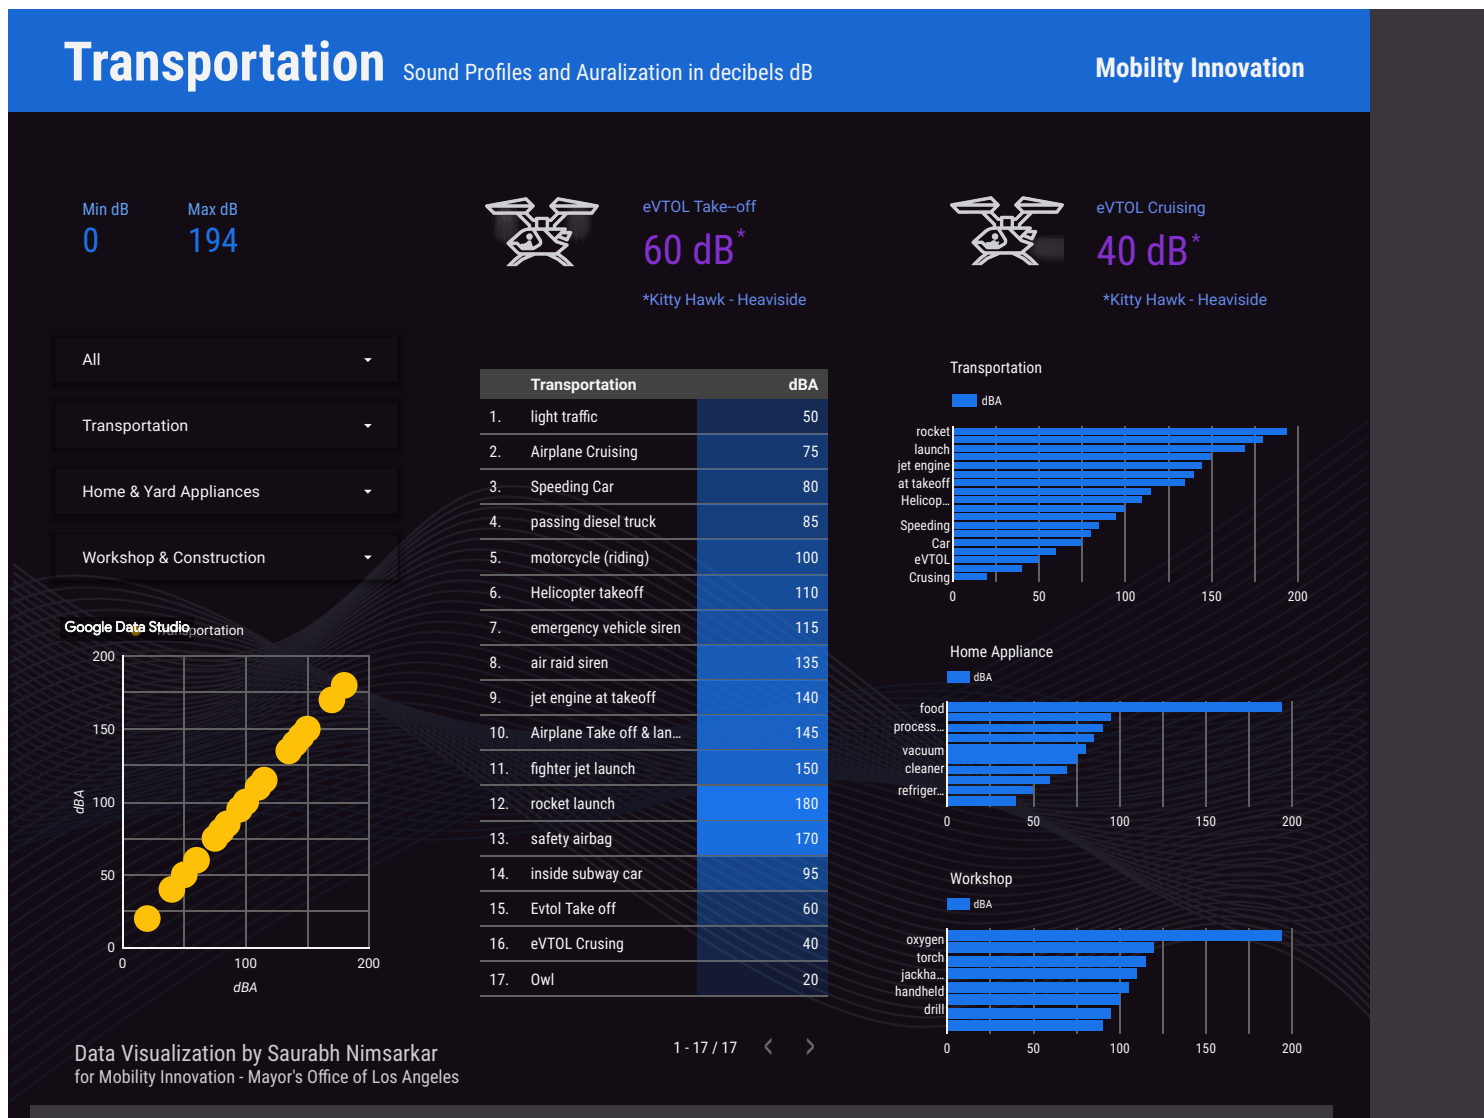 Transportation Sound Profiles and Auralization in decibels dB
Mobility Innovation
Min dB
0
Max dB
194
eVTOL Take--off
60 dB*
*Kitty Hawk - Heaviside
eVTOL Cruising
40 dB*
*Kitty Hawk - Heaviside
All
Transportation
Home & Yard Appliances
Workshop & Construction
Google Data Studio
Transportation
200
150
100
50
0
dBA
0 100 200
dBA
Transportation dBA
1. light traffic 50
2. Airplane Cruising 75
3. Speeding Car 80
4. passing diesel truck 85
5. motorcycle (riding) 100
6. Helicopter takeoff 110
7. emergency vehicle siren 115
8. air raid siren 135
9. jet engine at takeoff 140
10. Airplane Take off & lan... 145
11. fighter jet launch 150
12. rocket launch 180
13. safety airbag 170
14. inside subway car 95
15. Evtol Take off 60
16. eVTOL Crusing 40
17. Owl 20
1 - 17 / 17
Transportation
dBA
rocket
launch
jet engine
at takeoff
Helicop...
Speeding
Car
eVTOL
Crusing
0 50 100 150 200
Home Appliance
dBA
food
process...
vacuum
cleaner
refriger...
0 50 100 150 200
Workshop
dBA
oxygen
torch
jackha...
handheld
drill
0 50 100 150 200
Data Visualization by Saurabh Nimsarkar
for Mobility Innovation - Mayor's Office of Los Angeles